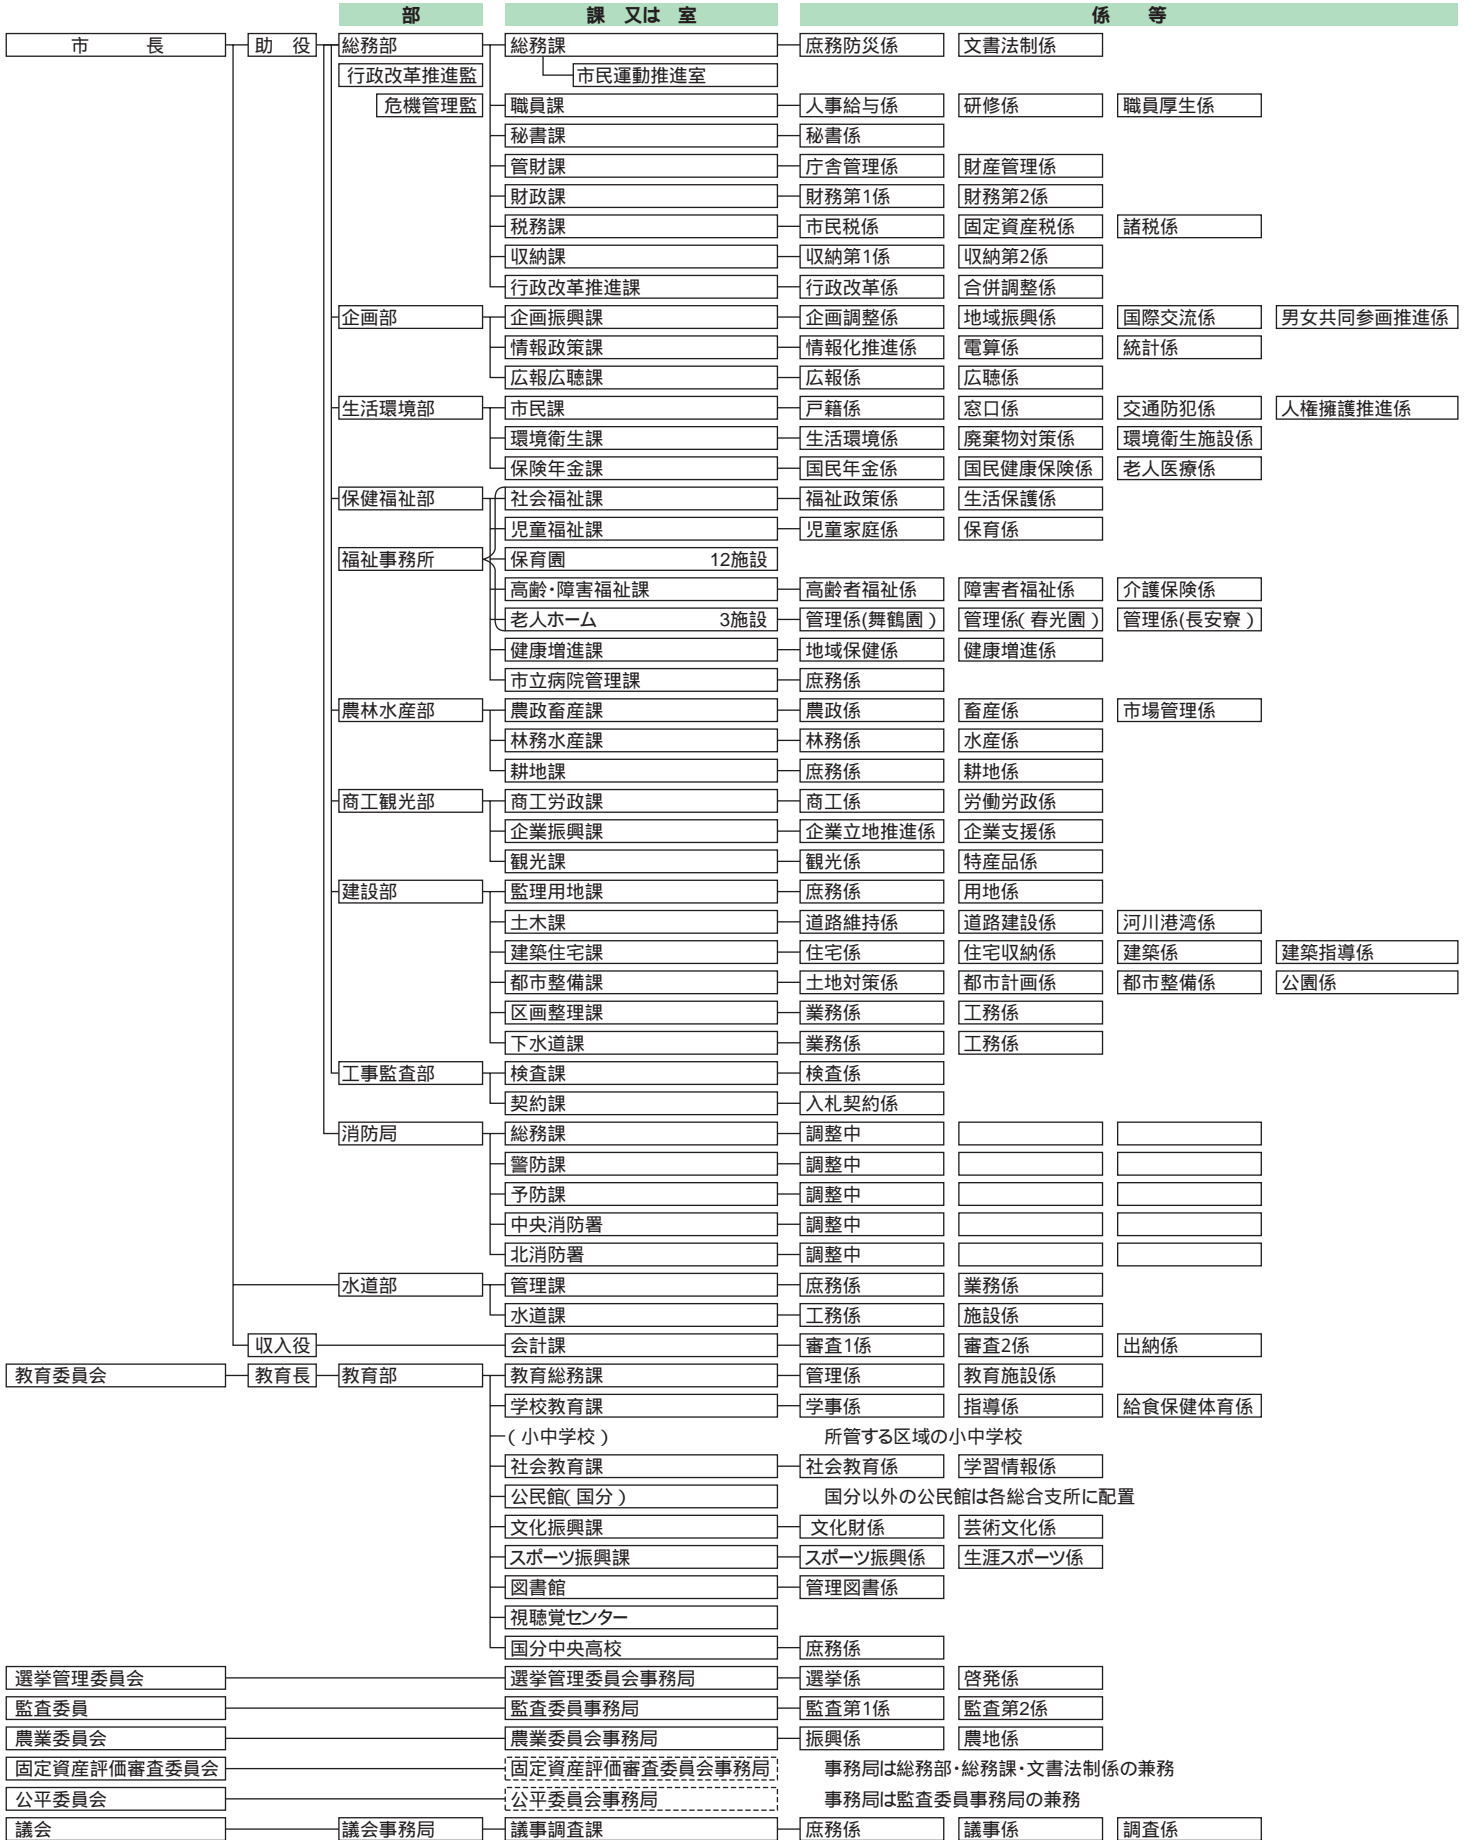 部 課 又は 室 係 等
市 長 助 役 総務部 総務課 庶務防災係 文書法制係
行政改革推進監 市民運動推進室
危機管理監 職員課 人事給与係 研修係 職員厚生係
秘書課 秘書係
管財課 庁舎管理係 財産管理係
財政課 財務第1係 財務第2係
税務課 市民税係 固定資産税係 諸税係
収納課 収納第1係 収納第2係
行政改革推進課 行政改革係 合併調整係
企画部 企画振興課 企画調整係 地域振興係 国際交流係 男女共同参画推進係
情報政策課 情報化推進係 電算係 統計係
広報広聴課 広報係 広聴係
生活環境部 市民課 戸籍係 窓口係 交通防犯係 人権擁護推進係
環境衛生課 生活環境係 廃棄物対策係 環境衛生施設係
保険年金課 国民年金係 国民健康保険係 老人医療係
保健福祉部 社会福祉課 福祉政策係 生活保護係
児童福祉課 児童家庭係 保育係
福祉事務所 保育園 12施設
高齢・障害福祉課 高齢者福祉係 障害者福祉係 介護保険係
老人ホーム 3施設 管理係(舞鶴園) 管理係(春光園) 管理係(長安寮)
健康増進課 地域保健係 健康増進係
市立病院管理課 庶務係
農林水産部 農政畜産課 農政係 畜産係 市場管理係
林務水産課 林務係 水産係
耕地課 庶務係 耕地係
商工観光部 商工労政課 商工係 労働労政係
企業振興課 企業立地推進係 企業支援係
観光課 観光係 特産品係
建設部 監理用地課 庶務係 用地係
土木課 道路維持係 道路建設係 河川港湾係
建築住宅課 住宅係 住宅収納係 建築係 建築指導係
都市整備課 土地対策係 都市計画係 都市整備係 公園係
区画整理課 業務係 工務係
下水道課 業務係 工務係
工事監査部 検査課 検査係
契約課 入札契約係
消防局 総務課 調整中
警防課 調整中
予防課 調整中
中央消防署 調整中
北消防署 調整中
水道部 管理課 庶務係 業務係
水道課 工務係 施設係
収入役 会計課 審査1係 審査2係 出納係
教育委員会 教育長 教育部 教育総務課 管理係 教育施設係
学校教育課 学事係 指導係 給食保健体育係
(小中学校) 所管する区域の小中学校
社会教育課 社会教育係 学習情報係
公民館(国分) 国分以外の公民館は各総合支所に配置
文化振興課 文化財係 芸術文化係
スポーツ振興課 スポーツ振興係 生涯スポーツ係
図書館 管理図書係
視聴覚センター
国分中央高校 庶務係
選挙管理委員会 選挙管理委員会事務局 選挙係 啓発係
監査委員 監査委員事務局 監査第1係 監査第2係
農業委員会 農業委員会事務局 振興係 農地係
固定資産評価審査委員会 固定資産評価審査委員会事務局 事務局は総務部・総務課・文書法制係の兼務
公平委員会 公平委員会事務局 事務局は監査委員事務局の兼務
議会 議会事務局 議事調査課 庶務係 議事係 調査係